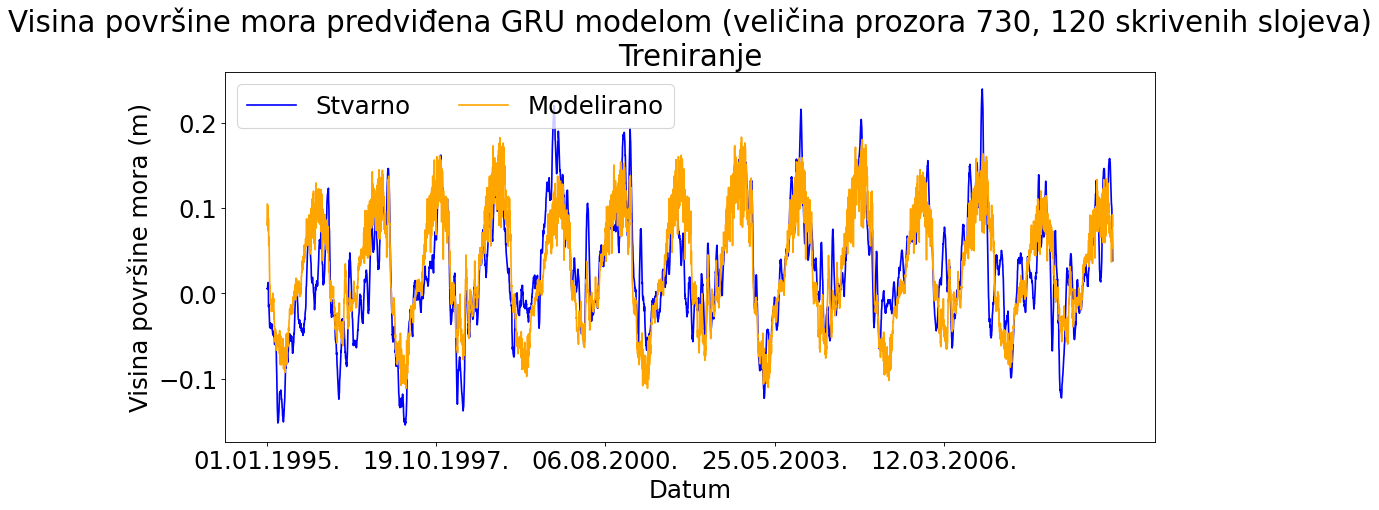 Visina površine mora predviđena GRU modelom (veličina prozora 730, 120 skrivenih slojeva)
Treniranje
Stvarno Modelirano
Visina površine mora (m)
0.2
0.1
0.0
−0.1
01.01.1995. 19.10.1997. 06.08.2000. 25.05.2003. 12.03.2006.
Datum